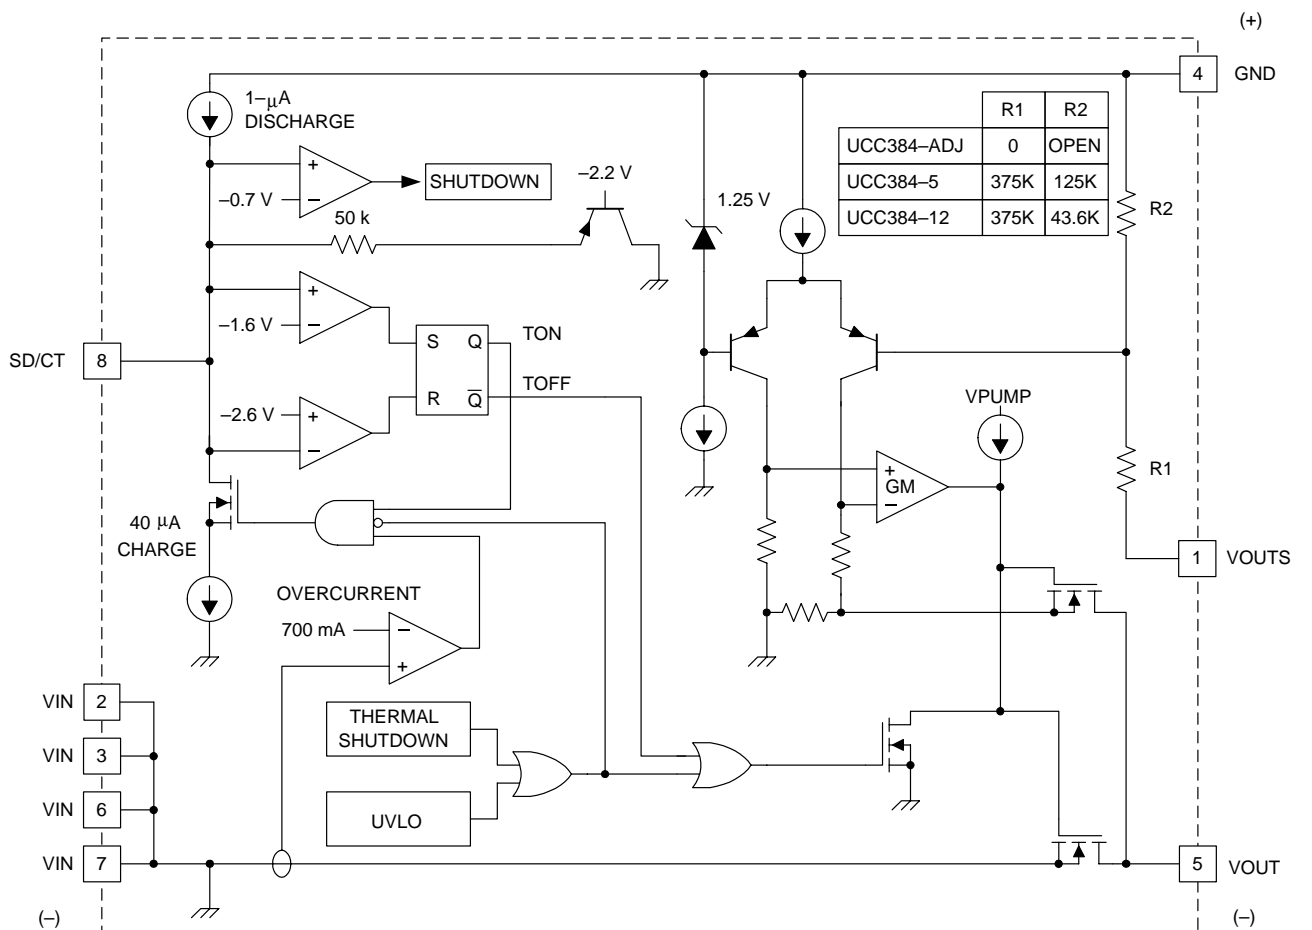 (+)
4
GND
1–μA
DISCHARGE
R1 R2
UCC384–ADJ 0 OPEN
UCC384–5 375K 125K
UCC384–12 375K 43.6K
+
–0.7 V
–
SHUTDOWN
–2.2 V
1.25 V
R2
50 k
+
–1.6 V
–
S Q
TON
SD/CT
8
TOFF
R Q
–2.6 V
+
–
VPUMP
+
GM
–
R1
40 μA
CHARGE
1
VOUTS
OVERCURRENT
700 mA
–
+
VIN
2
THERMAL
SHUTDOWN
VIN
3
VIN
6
UVLO
VIN
7
5
VOUT
(–)
(–)